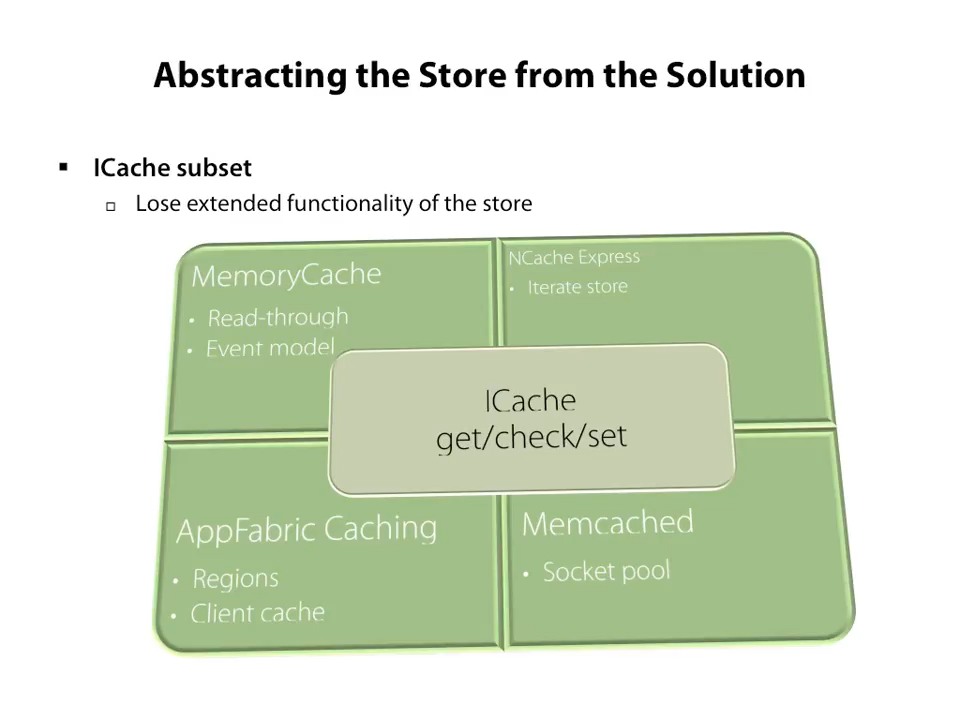 Abstracting the Store from the Solution
▪ ICache subset
▫ Lose extended functionality of the store
MemoryCache
• Read-through
• Event model
NCache Express
• Iterate store
ICache
get/check/set
AppFabric Caching
• Regions
• Client cache
Memcached
• Socket pool